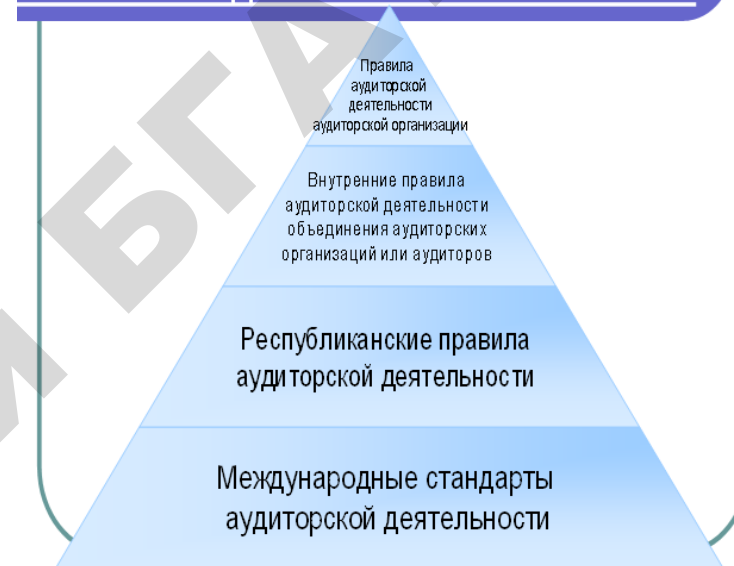 Правила
аудиторской
деятельности
аудиторской организации
Внутренние правила
аудиторской деятельности
объединения аудиторских
организаций или аудиторов
Республиканские правила
аудиторской деятельности
Международные стандарты
аудиторской деятельности